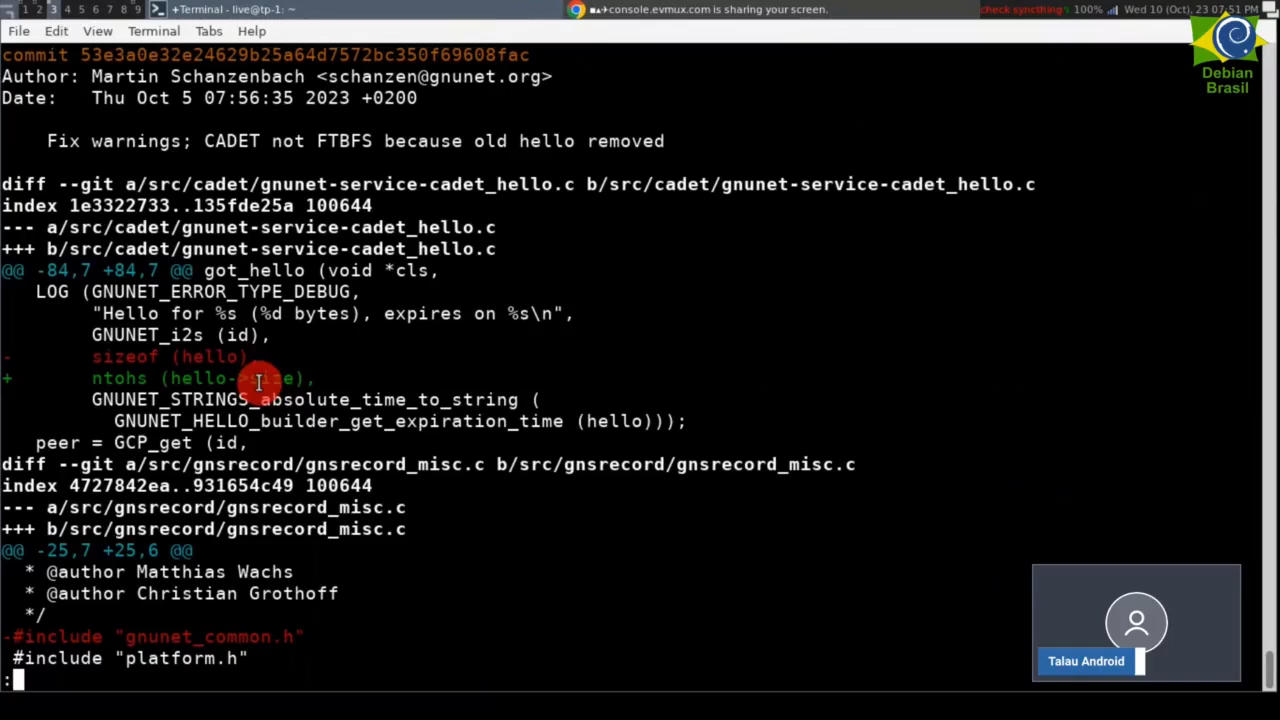 1 2 3 4 5 6 7 8 9 +Terminal - live@tp-1: ~ console.evmux.com is sharing your screen. check syncthing 100% Wed 10 (Oct), 23 07:51 PM
File Edit View Terminal Tabs Help
Debian
Brasil
commit 53e3a0e32e24629b25a64d7572bc350f69608fac
Author: Martin Schanzenbach <schanzen@gnunet.org>
Date:   Thu Oct 5 07:56:35 2023 +0200
    Fix warnings; CADET not FTBFS because old hello removed
diff --git a/src/cadet/gnunet-service-cadet_hello.c b/src/cadet/gnunet-service-cadet_hello.c
index 1e3322733..135fde25a 100644
--- a/src/cadet/gnunet-service-cadet_hello.c
+++ b/src/cadet/gnunet-service-cadet_hello.c
@@ -84,7 +84,7 @@ got_hello (void *cls,
   LOG (GNUNET_ERROR_TYPE_DEBUG,
        "Hello for %s (%d bytes), expires on %s\n",
        GNUNET_i2s (id),
-       sizeof (hello),
+       ntohs (hello->size),
        GNUNET_STRINGS_absolute_time_to_string (
          GNUNET_HELLO_builder_get_expiration_time (hello)));
   peer = GCP_get (id,
diff --git a/src/gnsrecord/gnsrecord_misc.c b/src/gnsrecord/gnsrecord_misc.c
index 4727842ea..931654c49 100644
--- a/src/gnsrecord/gnsrecord_misc.c
+++ b/src/gnsrecord/gnsrecord_misc.c
@@ -25,7 +25,6 @@
  * @author Matthias Wachs
  * @author Christian Grothoff
  */
-#include "gnunet_common.h"
 #include "platform.h"
:
Talau Android